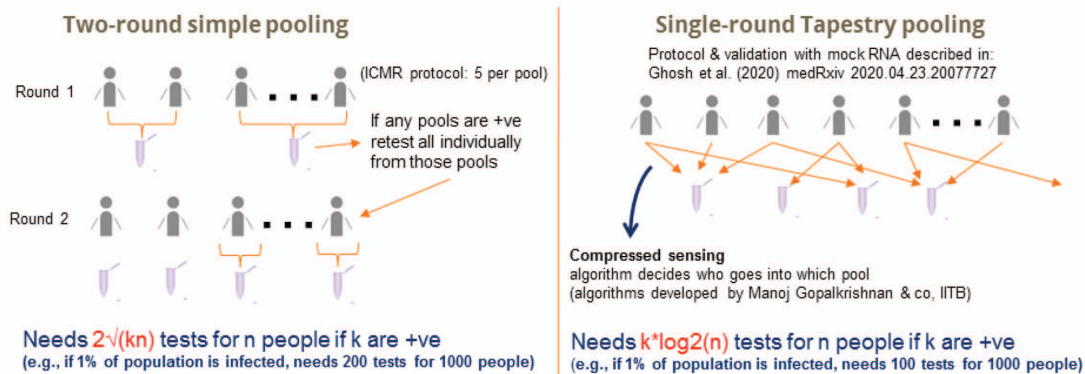 Two-round simple pooling
(ICMR protocol: 5 per pool)
Round 1
If any pools are +ve
retest all individually
from those pools
Round 2
Needs 2√(kn) tests for n people if k are +ve
(e.g., if 1% of population is infected, needs 200 tests for 1000 people)
Single-round Tapestry pooling
Protocol & validation with mock RNA described in:
Ghosh et al. (2020) medRxiv 2020.04.23.20077727
Compressed sensing
algorithm decides who goes into which pool
(algorithms developed by Manoj Gopalkrishnan & co, IITB)
Needs k*log2(n) tests for n people if k are +ve
(e.g., if 1% of population is infected, needs 100 tests for 1000 people)